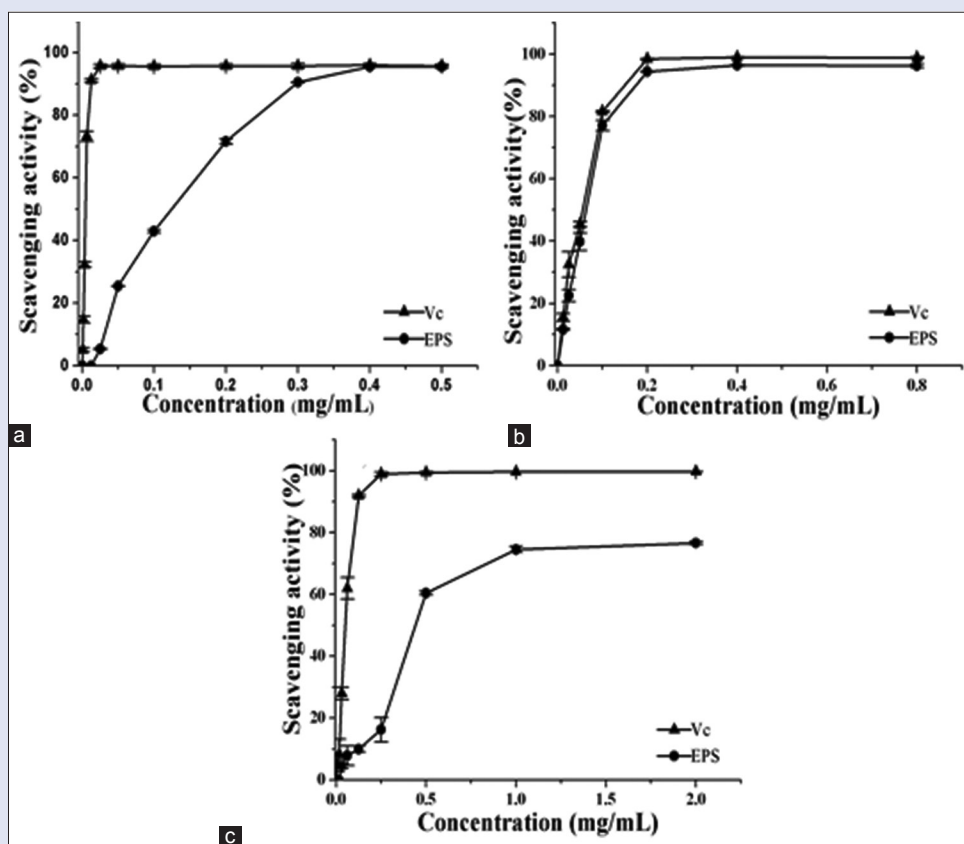 Scavenging activity (%)
100
80
60
40
20
0
Vc
EPS
0.0 0.1 0.2 0.3 0.4 0.5
Concentration (mg/mL)
a
Scavenging activity(%)
100
80
60
40
20
0
Vc
EPS
0.0 0.2 0.4 0.6 0.8
Concentration (mg/mL)
b
Scavenging activity (%)
100
80
60
40
20
0
Vc
EPS
0.0 0.5 1.0 1.5 2.0
Concentration (mg/mL)
c